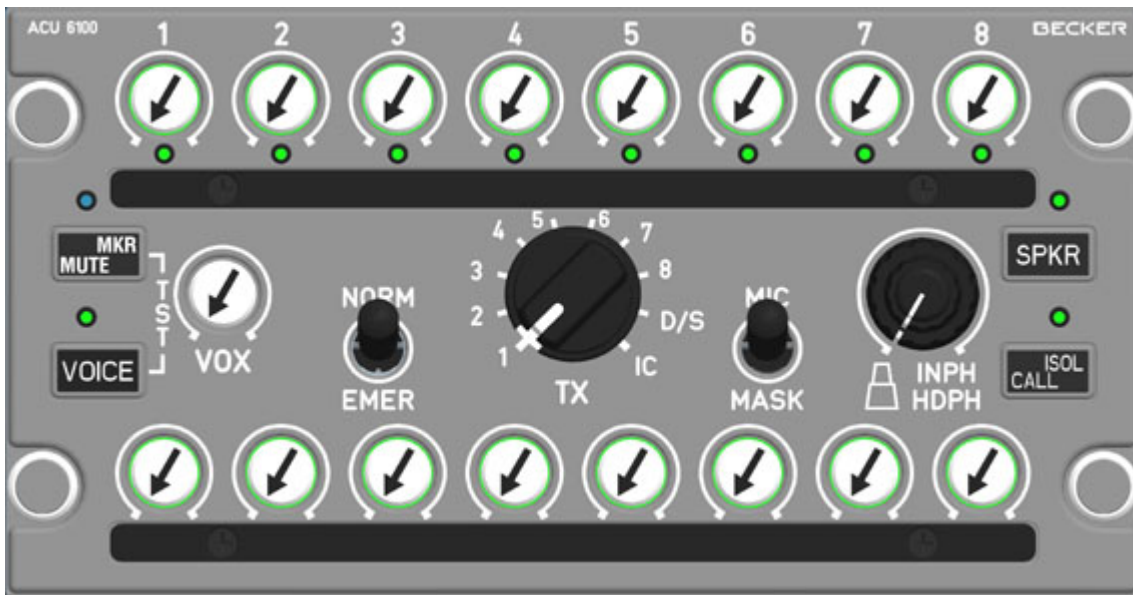 ACU 6100
1 2 3 4 5 6 7 8
BECKER
MKR
MUTE
TST
VOICE
VOX
NORM
EMER
1 2 3 4 5 6 7 8 D/S IC
TX
MIC
MASK
INPH
HDPH
SPKR
ISOL
CALL